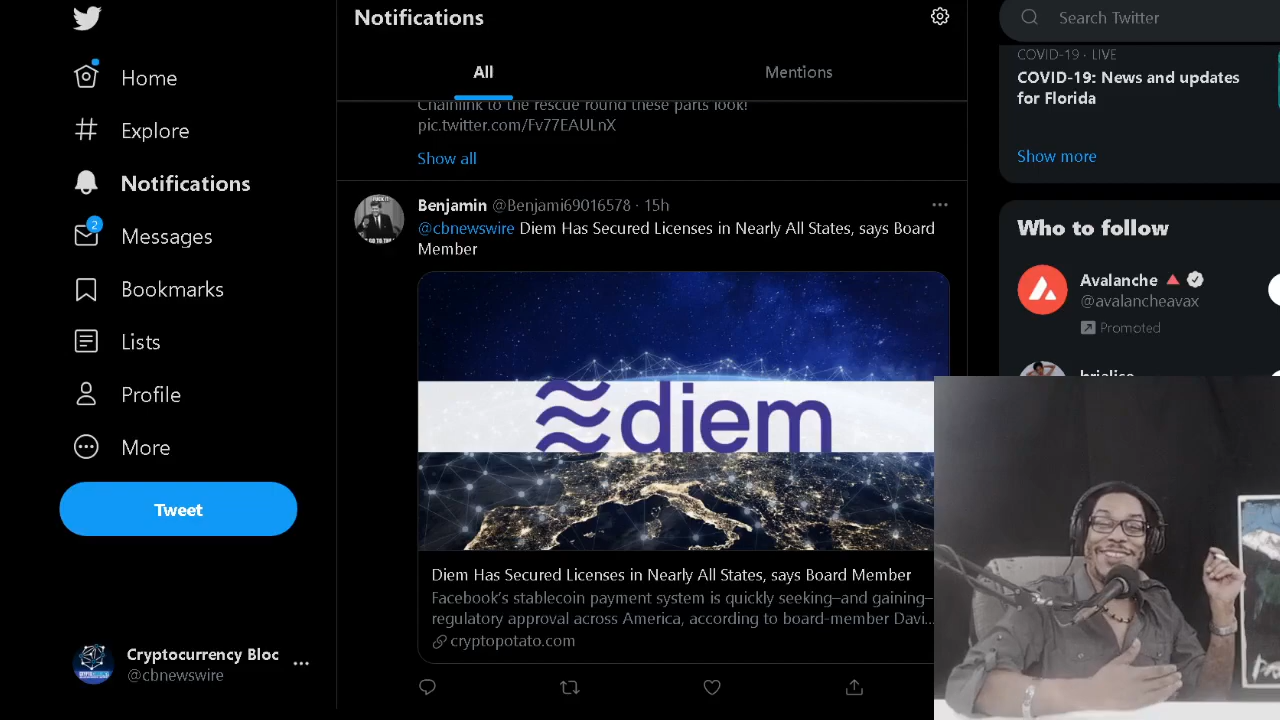 Home
Explore
Notifications
2
Messages
Bookmarks
Lists
Profile
More
Tweet
Cryptocurrency Bloc
@cbnewswire
Notifications
All
Mentions
Chainlink to the rescue round these parts look!
pic.twitter.com/Fv77EAULnX
Show all
Benjamin @Benjami69016578 · 15h
@cbnewswire Diem Has Secured Licenses in Nearly All States, says Board
Member
diem
Diem Has Secured Licenses in Nearly All States, says Board Member
Facebook's stablecoin payment system is quickly seeking—and gaining—
regulatory approval across America, according to board-member Davi...
cryptopotato.com
Search Twitter
COVID-19 · LIVE
COVID-19: News and updates
for Florida
Show more
Who to follow
Avalanche
@avalancheavax
Promoted